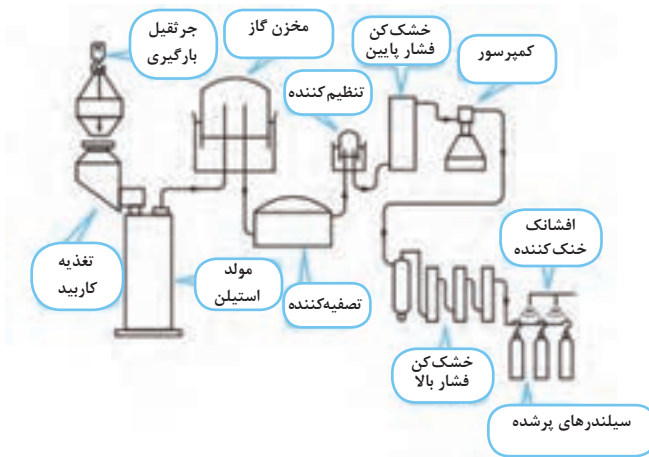 جرثقیل
بارگیری
مخزن گاز
تنظیم‌کننده
خشک‌کن
فشار پایین
کمپرسور
افشانک
خنک‌کننده
تغذیه
کاربید
مولد
استیلن
تصفیه‌کننده
خشک‌کن
فشار بالا
سیلندرهای پرشده